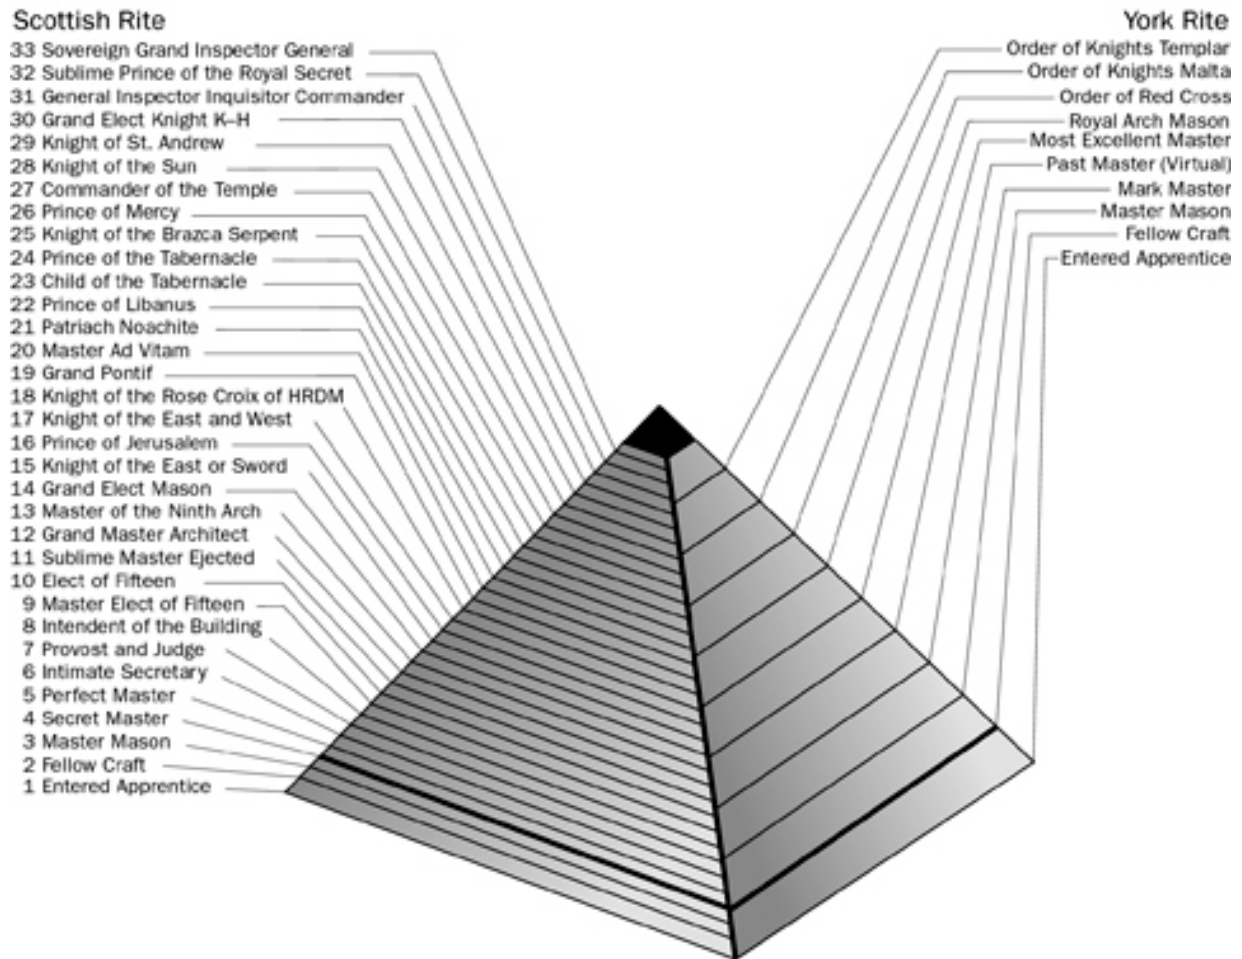 Scottish Rite
33 Sovereign Grand Inspector General
32 Sublime Prince of the Royal Secret
31 General Inspector Inquisitor Commander
30 Grand Elect Knight K–H
29 Knight of St. Andrew
28 Knight of the Sun
27 Commander of the Temple
26 Prince of Mercy
25 Knight of the Brazca Serpent
24 Prince of the Tabernacle
23 Child of the Tabernacle
22 Prince of Libanus
21 Patriach Noachite
20 Master Ad Vitam
19 Grand Pontif
18 Knight of the Rose Croix of HRDM
17 Knight of the East and West
16 Prince of Jerusalem
15 Knight of the East or Sword
14 Grand Elect Mason
13 Master of the Ninth Arch
12 Grand Master Architect
11 Sublime Master Ejected
10 Elect of Fifteen
9 Master Elect of Fifteen
8 Intendent of the Building
7 Provost and Judge
6 Intimate Secretary
5 Perfect Master
4 Secret Master
3 Master Mason
2 Fellow Craft
1 Entered Apprentice
York Rite
Order of Knights Templar
Order of Knights Malta
Order of Red Cross
Royal Arch Mason
Most Excellent Master
Past Master (Virtual)
Mark Master
Master Mason
Fellow Craft
Entered Apprentice